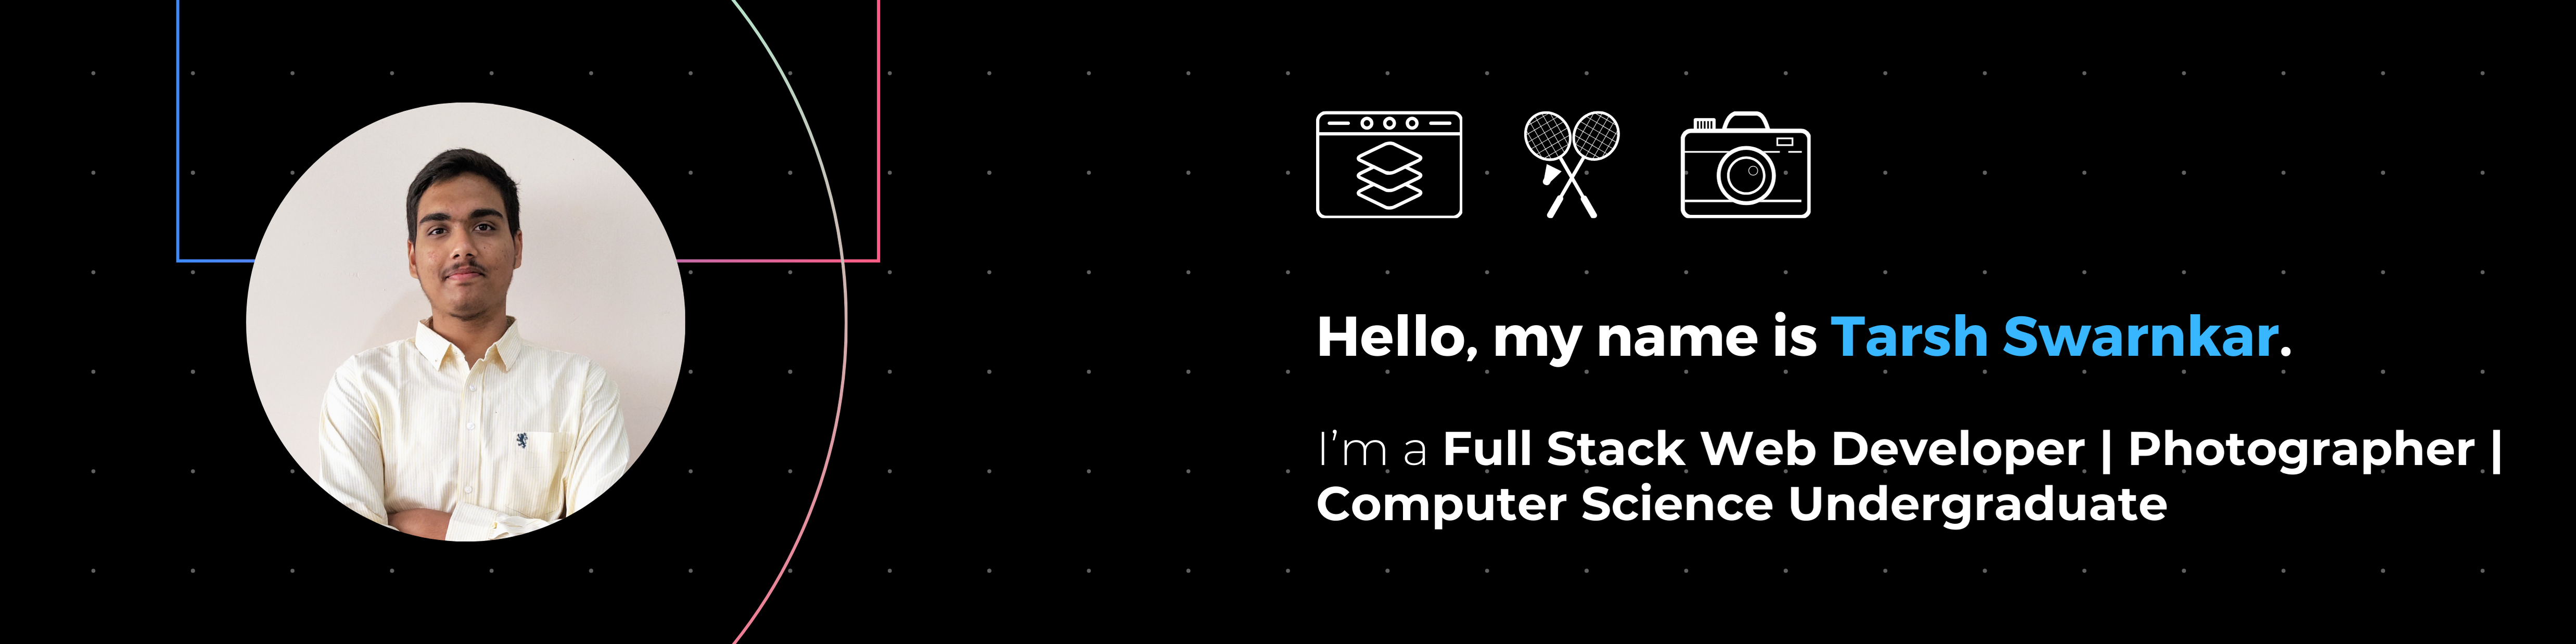 Hello, my name is Tarsh Swarnkar.
I'm a Full Stack Web Developer | Photographer |
Computer Science Undergraduate